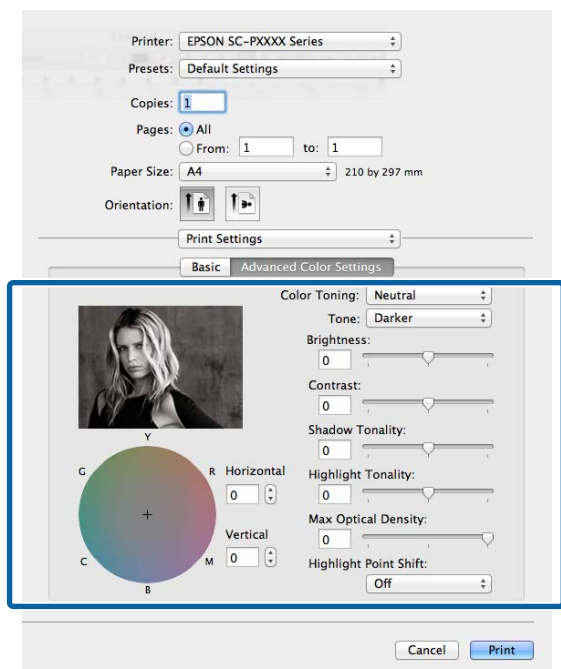 Printer: EPSON SC-PXXXX Series
Presets: Default Settings
Copies: 1
Pages: All
From: 1 to: 1
Paper Size: A4 210 by 297 mm
Orientation:
Print Settings
Basic Advanced Color Settings
Color Toning: Neutral
Tone: Darker
Brightness:
0
Contrast:
0
Shadow Tonality:
0
Highlight Tonality:
0
Max Optical Density:
0
Highlight Point Shift:
Off
Y
G R
C M
B
Horizontal
0
Vertical
0
Cancel Print